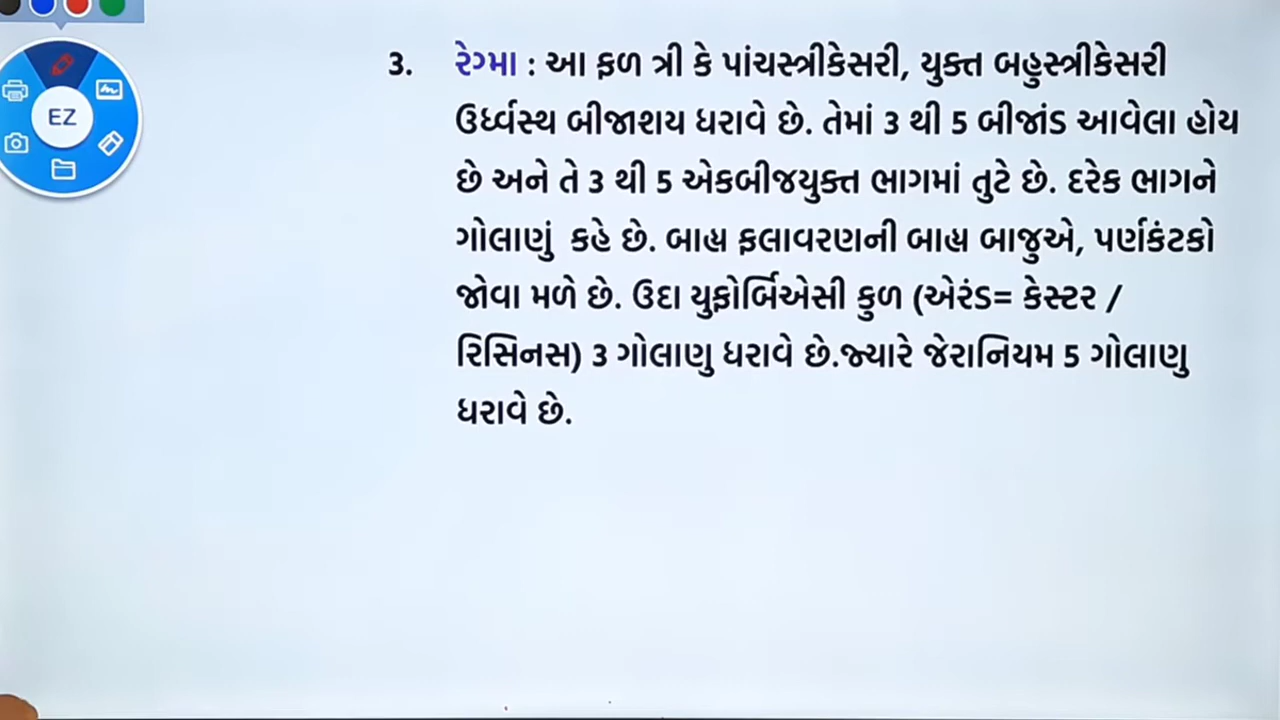 EZ
3. રેગ્મા : આ ફળ ત્રી કે પાંચસ્ત્રીકેસરી, યુક્ત બહુસ્ત્રીકેસરી
ઉર્ધ્વસ્થ બીજાશય ધરાવે છે. તેમાં 3 થી 5 બીજાંડ આવેલા હોય
છે અને તે 3 થી 5 એકબીજયુક્ત ભાગમાં તુટે છે. દરેક ભાગને
ગોલાણું કહે છે. બાહ્ય ફલાવરણની બાહ્ય બાજુએ, પર્ણકંટકો
જોવા મળે છે. ઉદા યુફોર્બિએસી કુળ (એરંડ= કેસ્ટર /
રિસિનસ) 3 ગોલાણુ ધરાવે છે.જ્યારે જેરાનિયમ 5 ગોલાણુ
ધરાવે છે.